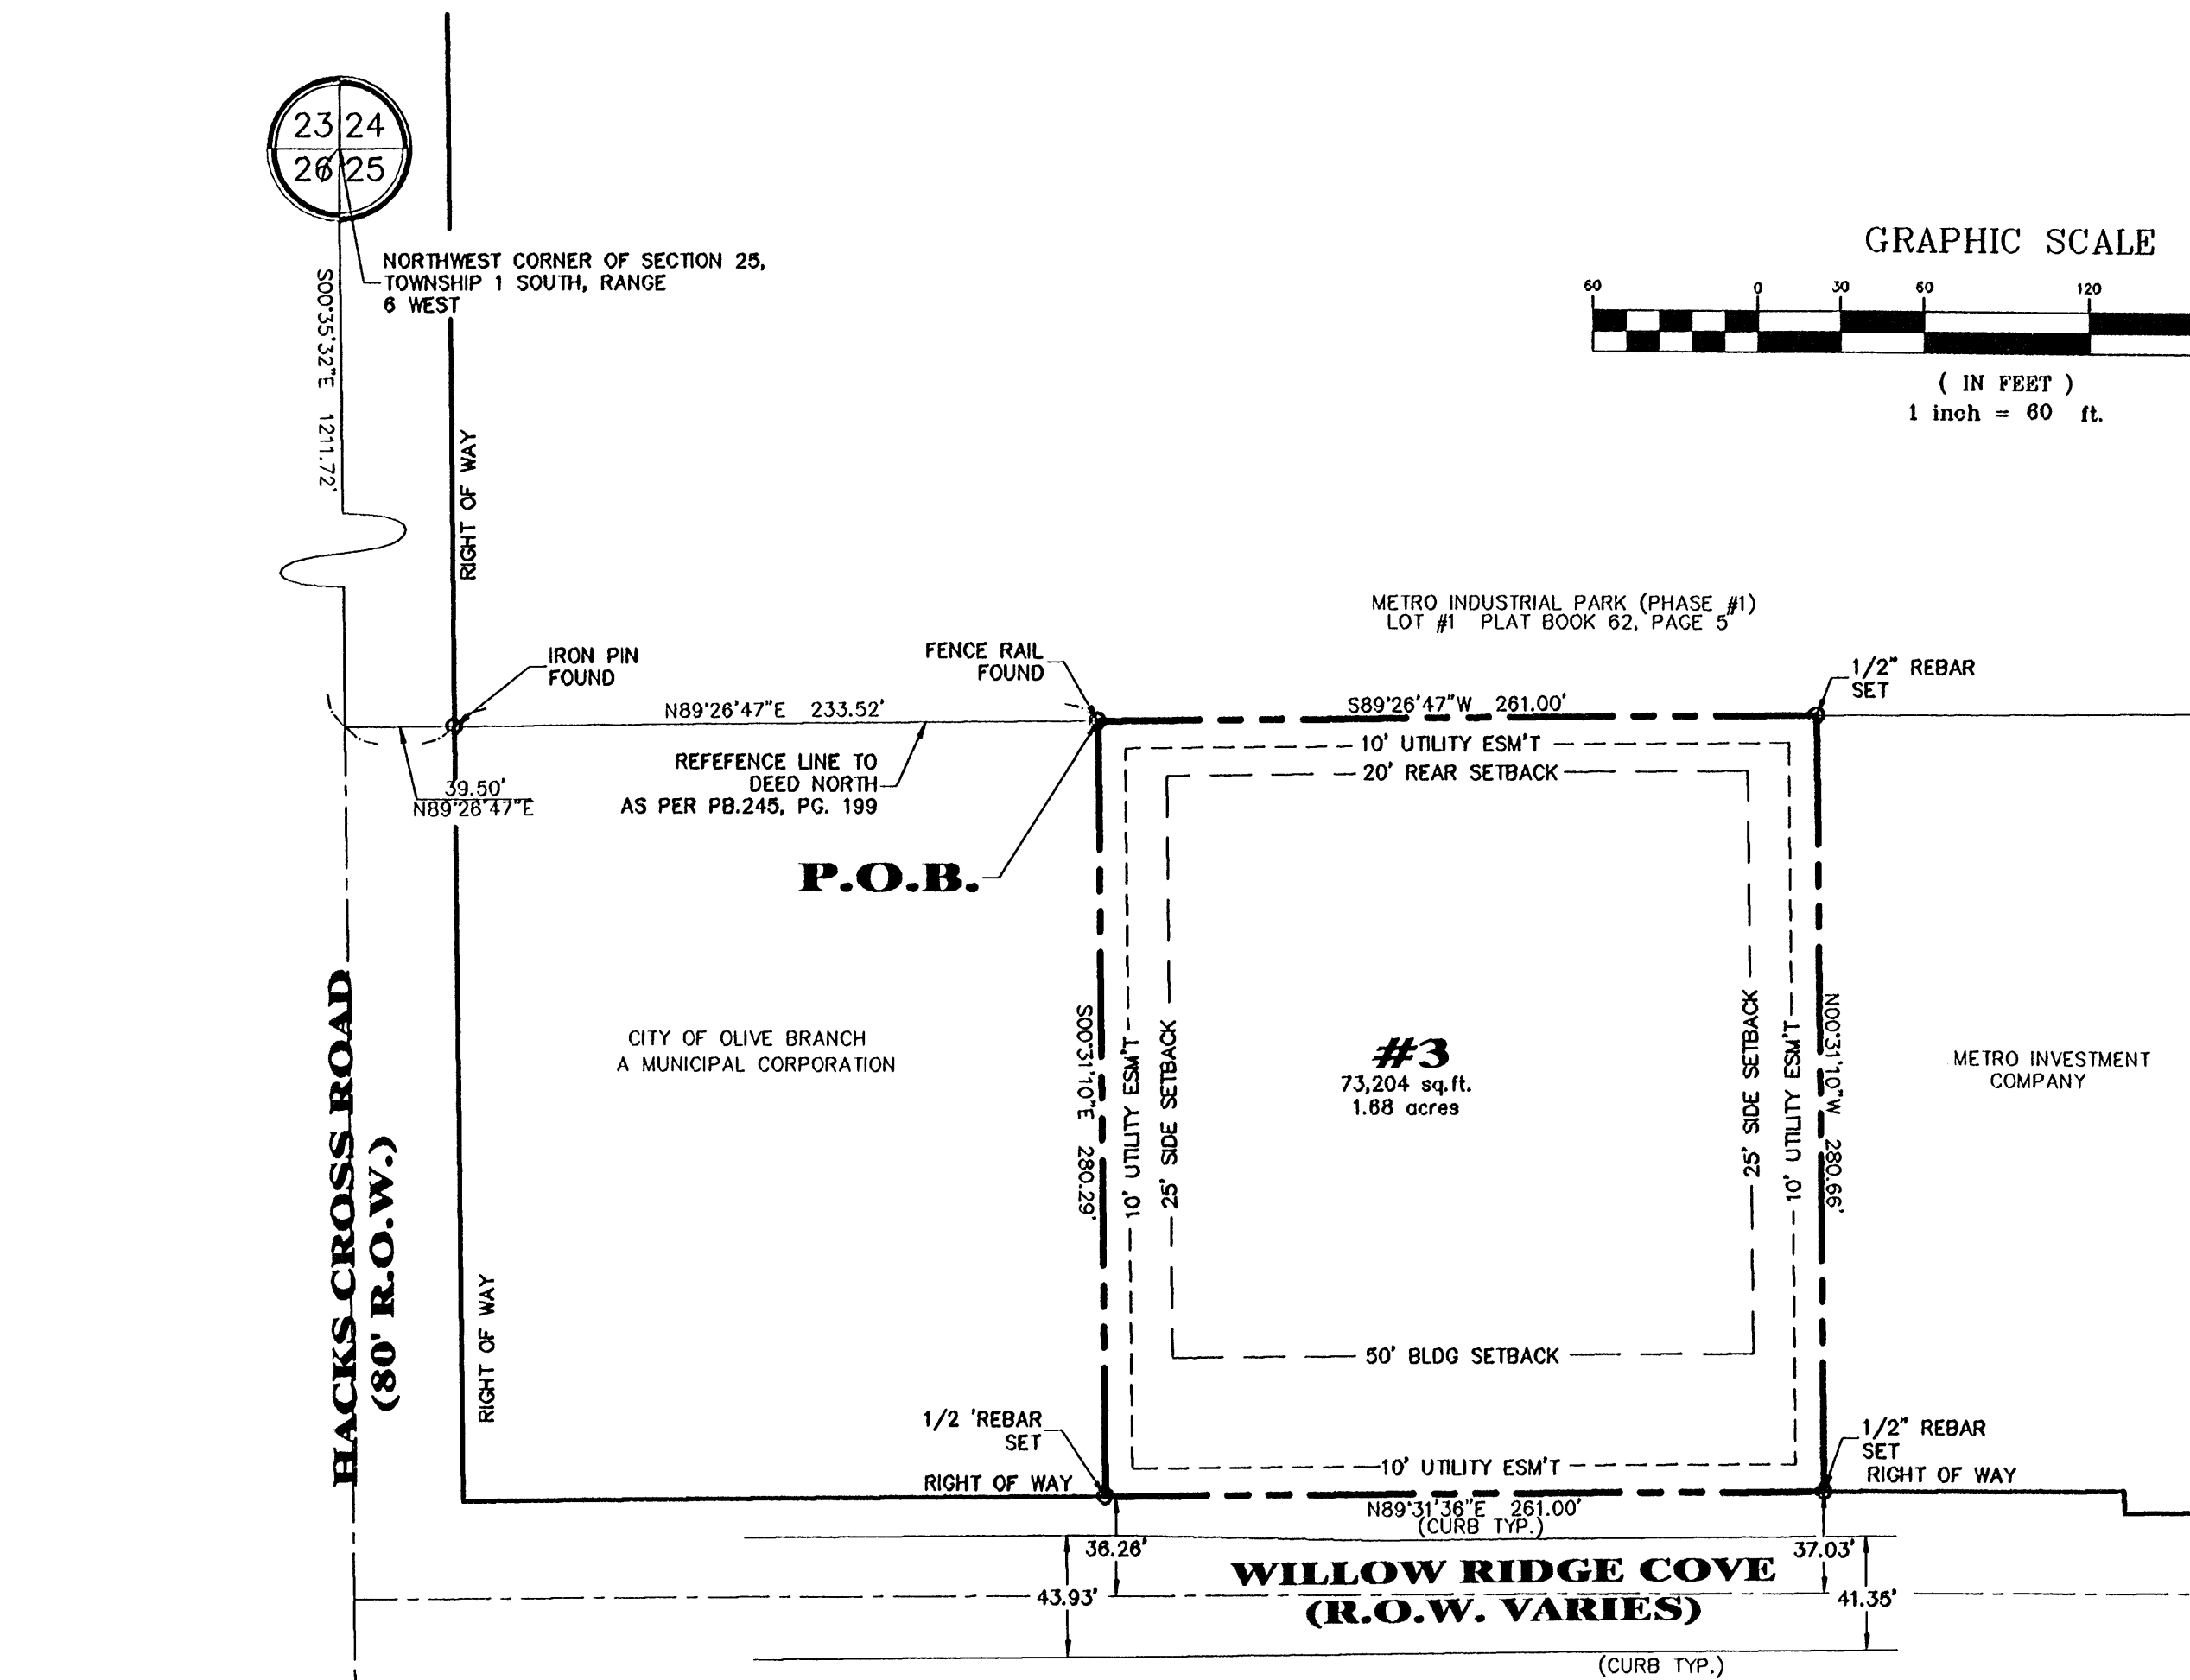 23 24
26 25
NORTHWEST CORNER OF SECTION 25,
TOWNSHIP 1 SOUTH, RANGE
6 WEST
S00°35'32"E 1211.72'
RIGHT OF WAY
GRAPHIC SCALE
60 0 30 60 120
( IN FEET )
1 inch = 60 ft.
METRO INDUSTRIAL PARK (PHASE #1)
LOT #1 PLAT BOOK 62, PAGE 5
IRON PIN
FOUND
FENCE RAIL
FOUND
1/2" REBAR
SET
N89°26'47"E 233.52'
S89°26'47"W 261.00'
REFEFENCE LINE TO
DEED NORTH
AS PER PB.245, PG. 199
39.50'
N89°26'47"E
10' UTILITY ESM'T
20' REAR SETBACK
P.O.B.
HACKS CROSS ROAD
(80' R.O.W.)
CITY OF OLIVE BRANCH
A MUNICIPAL CORPORATION
S00°31'10"E 280.29'
10' UTILITY ESM'T
25' SIDE SETBACK
#3
73,204 sq.ft.
1.68 acres
25' SIDE SETBACK
10' UTILITY ESM'T
N00°31'10"W 280.66'
METRO INVESTMENT
COMPANY
RIGHT OF WAY
50' BLDG SETBACK
1/2 'REBAR
SET
1/2" REBAR
SET
10' UTILITY ESM'T
RIGHT OF WAY
RIGHT OF WAY
N89°31'36"E 261.00'
(CURB TYP.)
36.26'
37.03'
WILLOW RIDGE COVE
(R.O.W. VARIES)
43.93'
41.35'
(CURB TYP.)